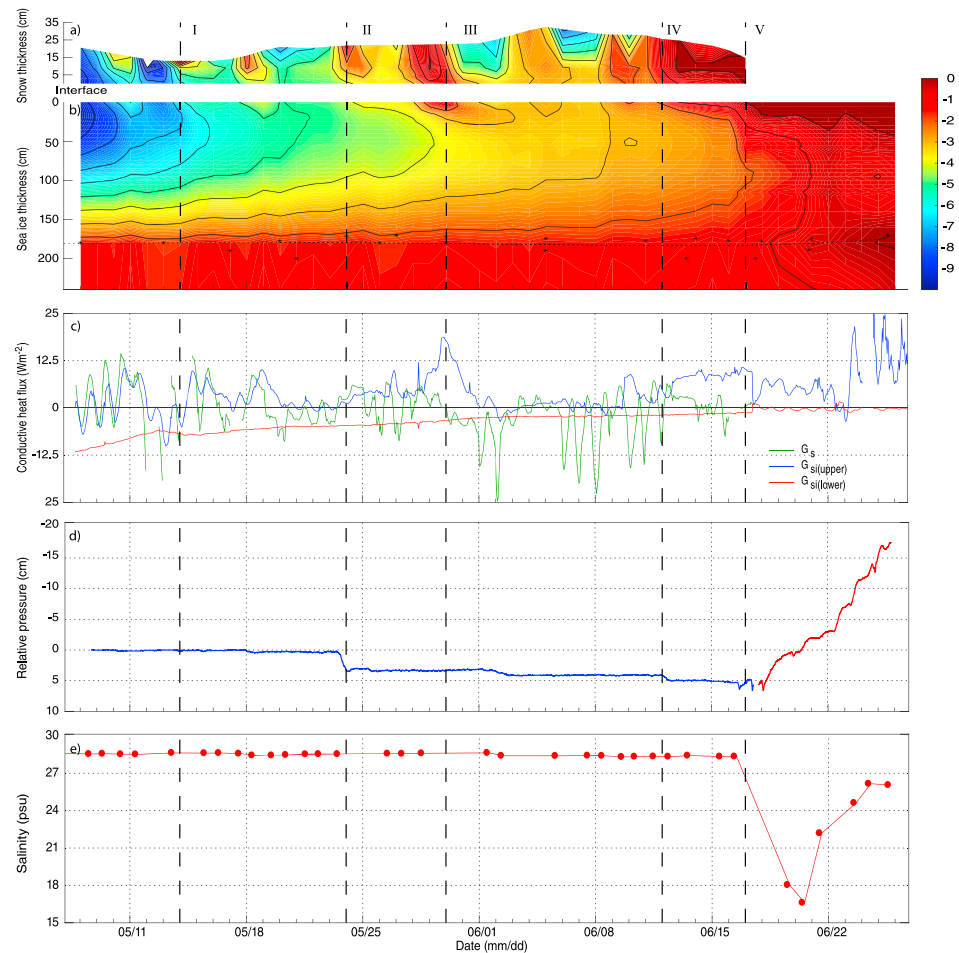 a)
I
II
III
IV
V
35
25
15
5
Snow thickness (cm)
Interface
b)
0
50
100
150
200
Sea ice thickness (cm)
0
-1
-2
-3
-4
-5
-6
-7
-8
-9
c)
25
12.5
0
-12.5
25
Conductive heat flux (Wm-2)
G s
G si(upper)
G si(lower)
d)
-20
-15
-10
-5
0
5
10
Relative pressure (cm)
e)
30
27
24
21
18
15
Salinity (psu)
05/11 05/18 05/25 06/01 06/08 06/15 06/22
Date (mm/dd)